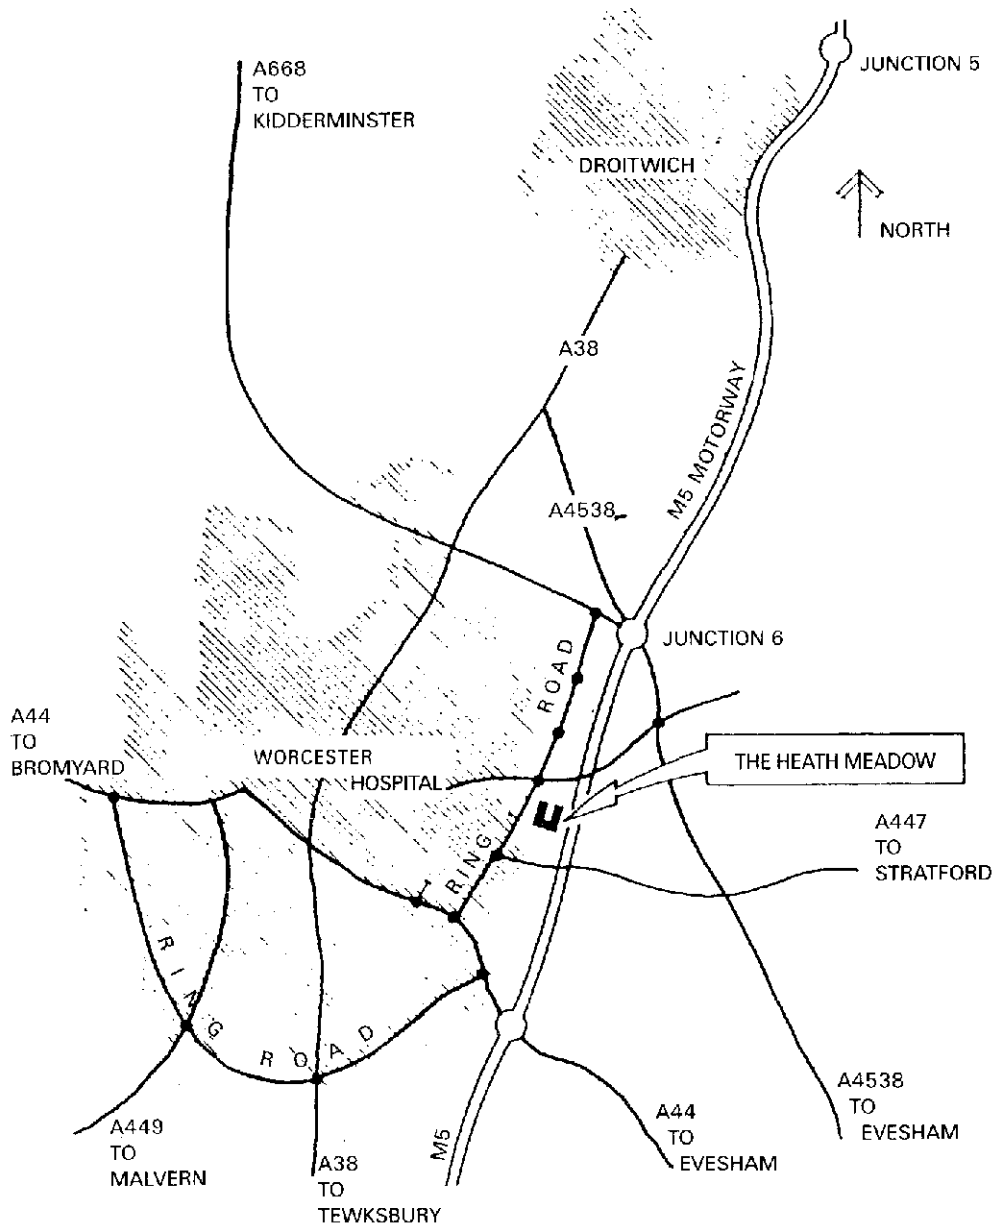 JUNCTION 5
A668
TO
KIDDERMINSTER
DROITWICH
NORTH
A38
M5 MOTORWAY
A4538
JUNCTION 6
ROAD
A44
TO
BROMYARD
WORCESTER
HOSPITAL
THE HEATH MEADOW
RING
A447
TO
STRATFORD
RING ROAD
M5
A4538
TO
EVESHAM
A44
TO
EVESHAM
A449
TO
MALVERN
A38
TO
TEWKSBURY